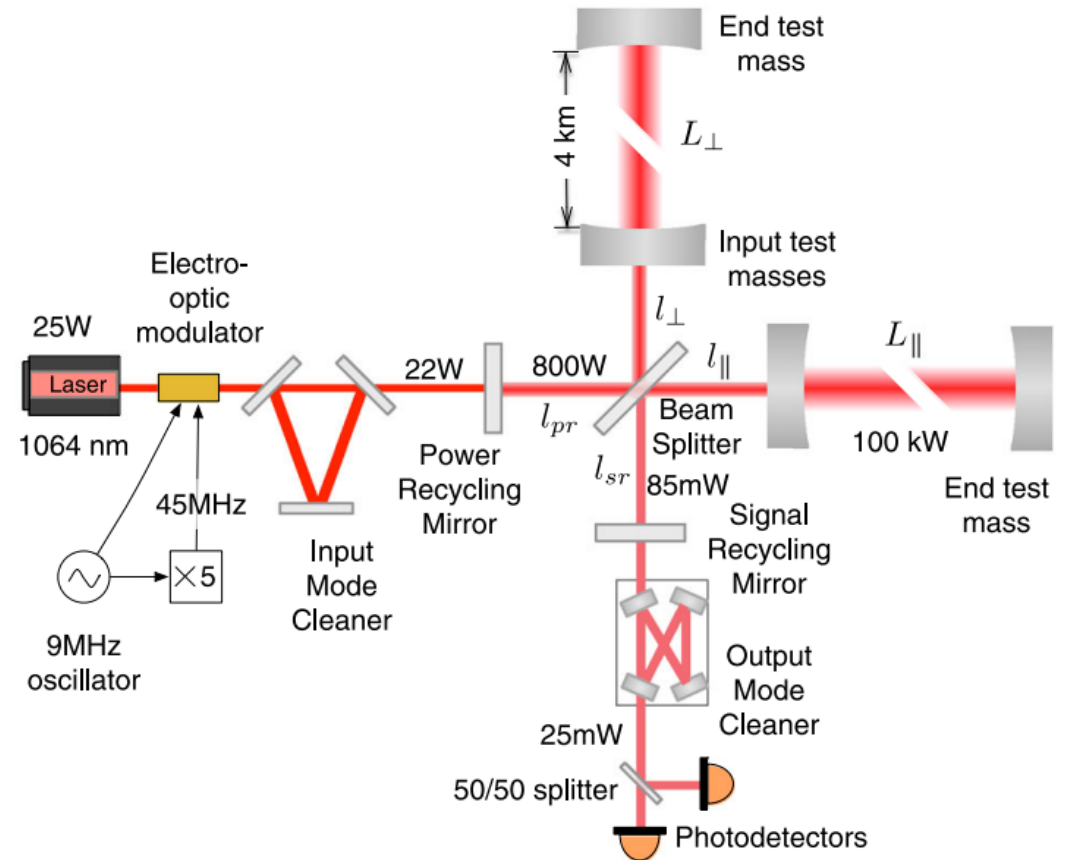 End test
mass
4 km
L⊥
Input test
masses
Electro-
optic
modulator
25W
Laser
1064 nm
22W
800W
l⊥
l∥
L∥
l_pr
Beam
Splitter
100 kW
Power
Recycling
Mirror
l_sr
85mW
End test
mass
45MHz
×5
Input
Mode
Cleaner
Signal
Recycling
Mirror
9MHz
oscillator
Output
Mode
Cleaner
25mW
50/50 splitter
Photodetectors